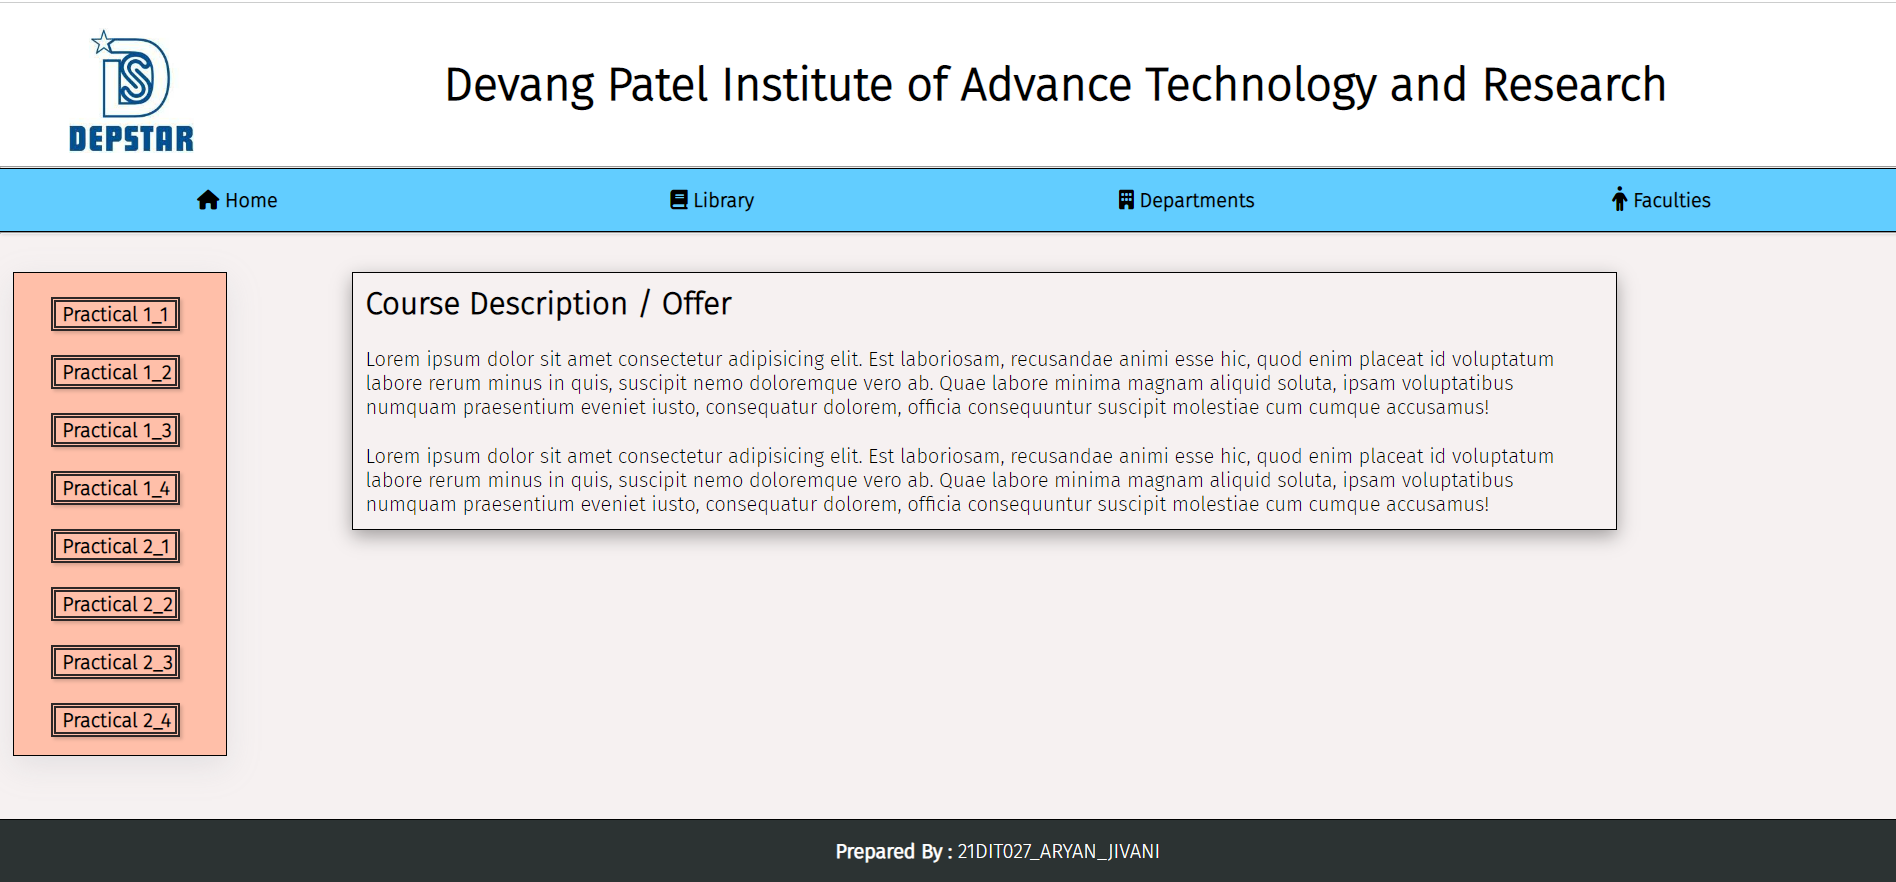 DS
DEPSTAR
Devang Patel Institute of Advance Technology and Research
Home
Library
Departments
Faculties
Practical 1_1
Practical 1_2
Practical 1_3
Practical 1_4
Practical 2_1
Practical 2_2
Practical 2_3
Practical 2_4
Course Description / Offer
Lorem ipsum dolor sit amet consectetur adipisicing elit. Est laboriosam, recusandae animi esse hic, quod enim placeat id voluptatum
labore rerum minus in quis, suscipit nemo doloremque vero ab. Quae labore minima magnam aliquid soluta, ipsam voluptatibus
numquam praesentium eveniet iusto, consequatur dolorem, officia consequuntur suscipit molestiae cum cumque accusamus!
Lorem ipsum dolor sit amet consectetur adipisicing elit. Est laboriosam, recusandae animi esse hic, quod enim placeat id voluptatum
labore rerum minus in quis, suscipit nemo doloremque vero ab. Quae labore minima magnam aliquid soluta, ipsam voluptatibus
numquam praesentium eveniet iusto, consequatur dolorem, officia consequuntur suscipit molestiae cum cumque accusamus!
Prepared By : 21DIT027_ARYAN_JIVANI